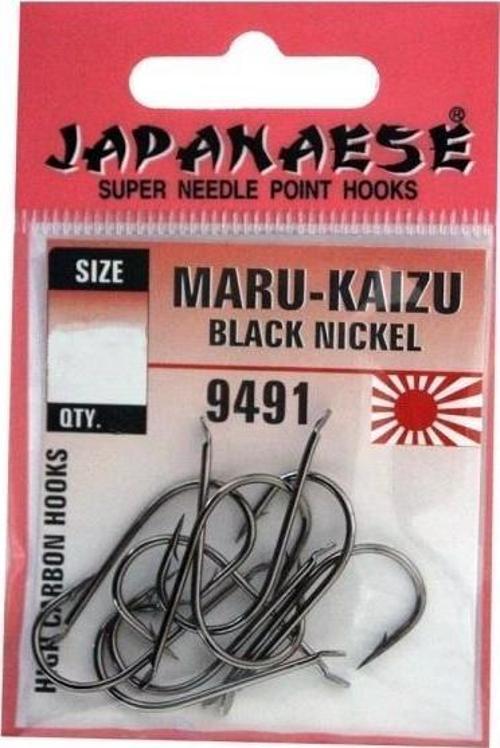 JAPANAESE®
SUPER NEEDLE POINT HOOKS
SIZE
MARU-KAIZU
BLACK NICKEL
9491
QTY.
HIGH CARBON HOOKS